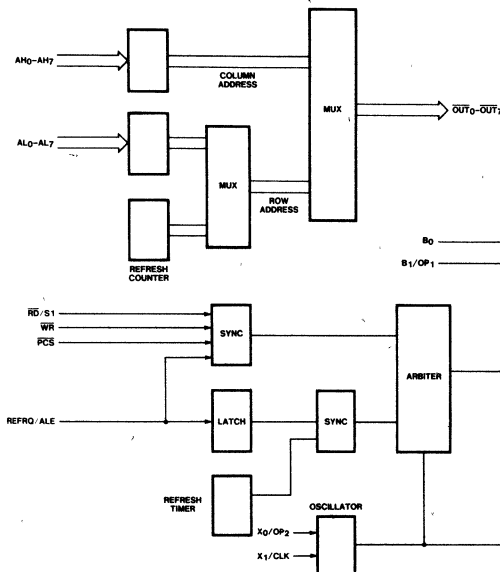 AH0–AH7
COLUMN
ADDRESS
MUX
OUT0–OUT7
AL0–AL7
MUX
ROW
ADDRESS
REFRESH
COUNTER
B0
B1/OP1
RD/S1
WR
PCS
SYNC
ARBITER
REFRQ/ALE
LATCH
SYNC
REFRESH
TIMER
OSCILLATOR
X0/OP2
X1/CLK